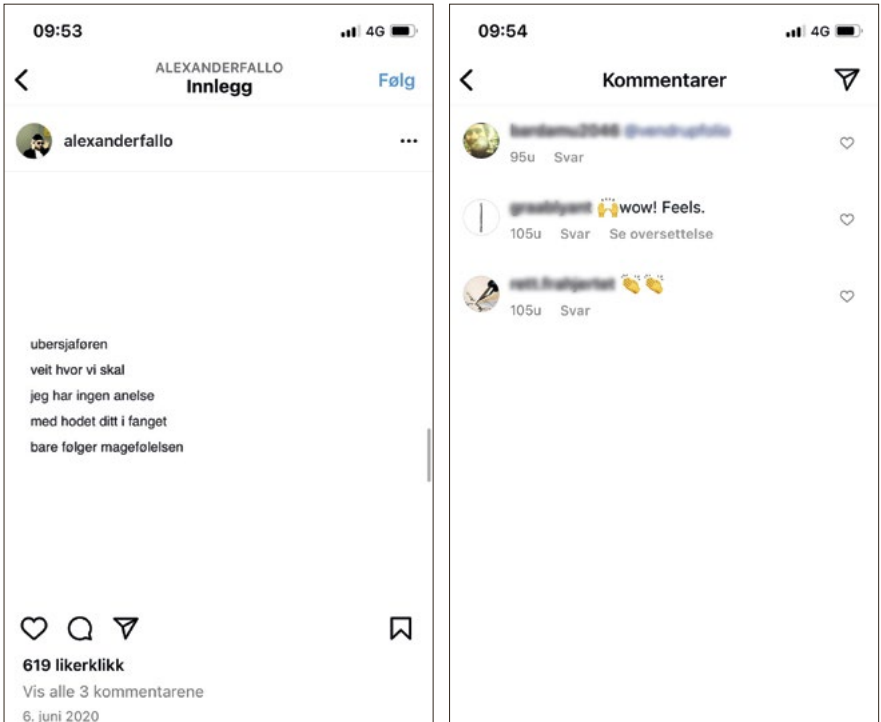 09:53
4G
ALEXANDERFALLO
Innlegg
Følg
alexanderfallo
ubersjaføren
veit hvor vi skal
jeg har ingen anelse
med hodet ditt i fanget
bare følger magefølelsen
619 likerklikk
Vis alle 3 kommentarene
6. juni 2020
09:54
4G
Kommentarer
95u Svar
🙌wow! Feels.
105u Svar Se oversettelse
👏👏
105u Svar